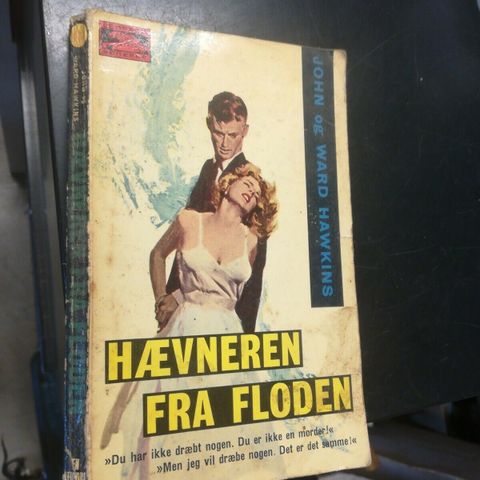 JOHN og WARD HAWKINS
HÆVNEREN
FRA FLODEN
»Du har ikke dræbt nogen. Du er ikke en morder!«
»Men jeg vil dræbe nogen. Det er det samme!«